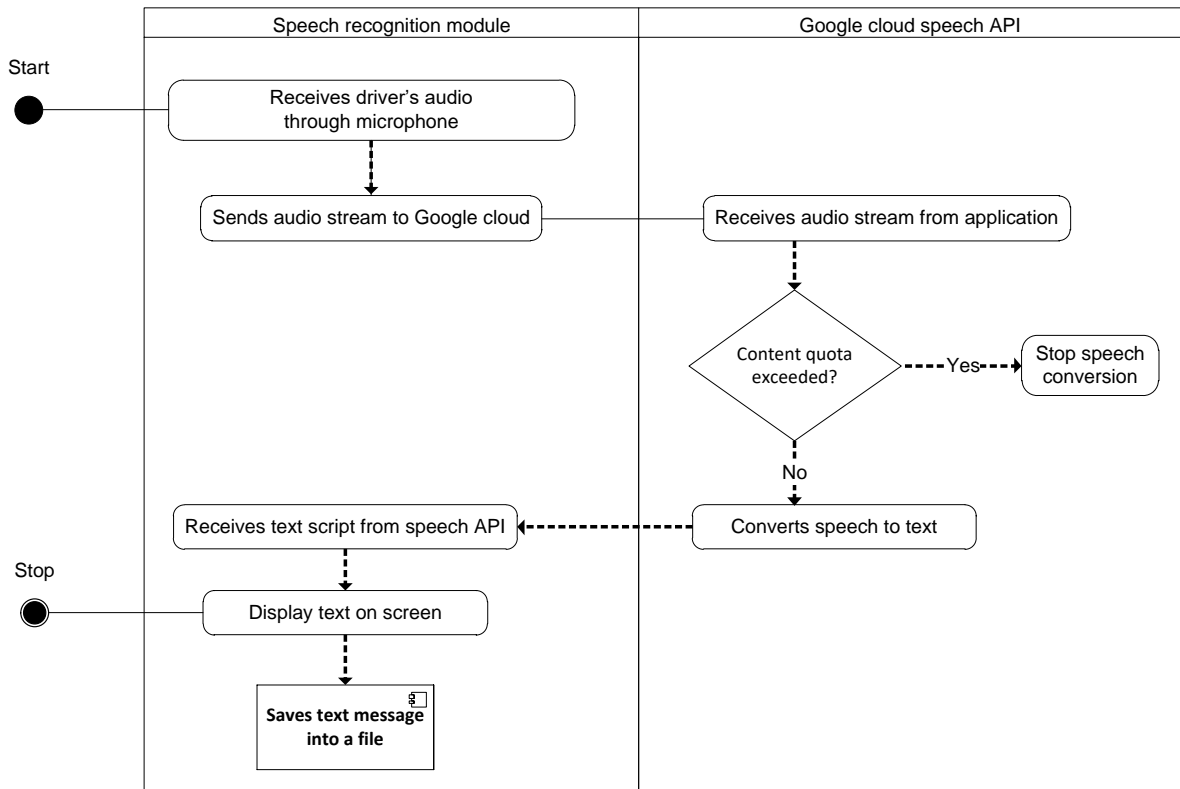 Speech recognition module
Google cloud speech API
Start
Receives driver’s audio
through microphone
Sends audio stream to Google cloud
Receives audio stream from application
Content quota
exceeded?
Yes
Stop speech
conversion
No
Receives text script from speech API
Converts speech to text
Stop
Display text on screen
Saves text message
into a file